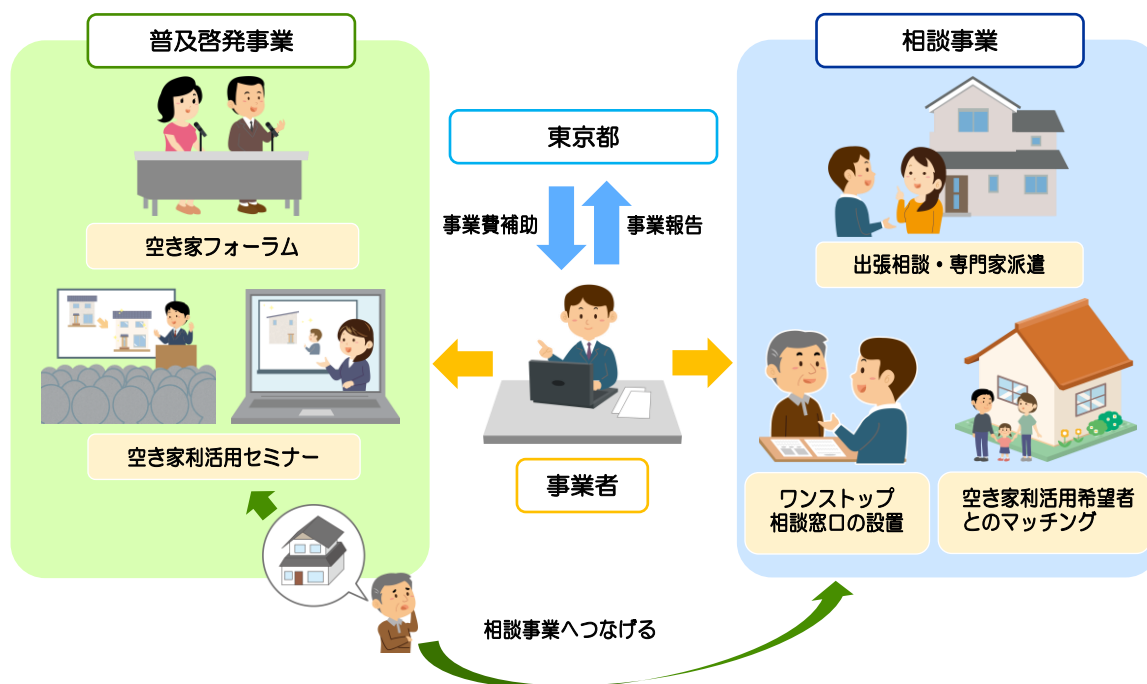 普及啓発事業
空き家フォーラム
空き家利活用セミナー
東京都
事業費補助
事業報告
事業者
相談事業
出張相談・専門家派遣
ワンストップ
相談窓口の設置
空き家利活用希望者
とのマッチング
相談事業へつなげる